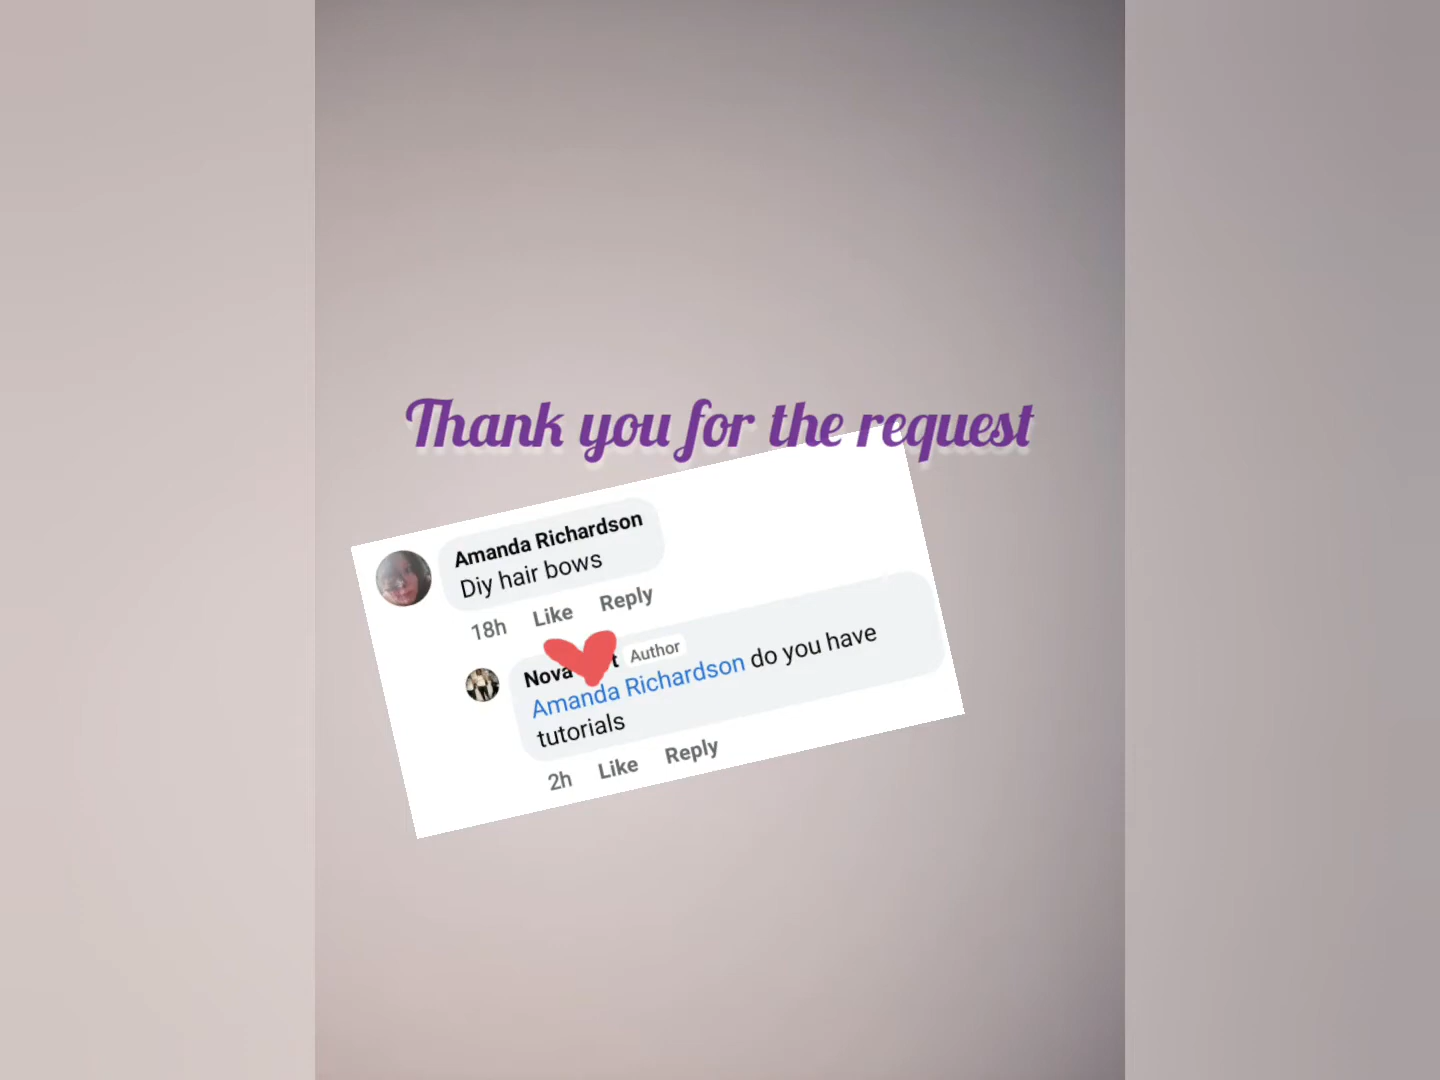 Thank you for the request
Amanda Richardson
Diy hair bows
18h Like Reply
Nova Author
Amanda Richardson do you have
tutorials
2h Like Reply